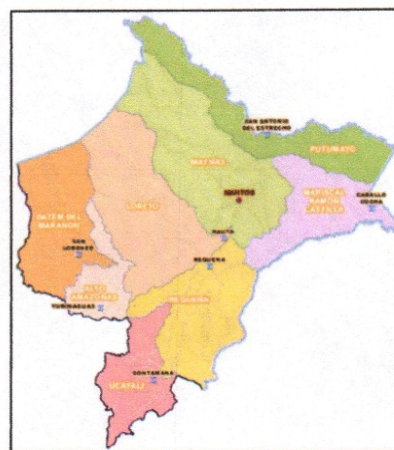 SAN ANTONIO
DEL ESTRECHO
PUTUMAYO
MAYNAS
MARISCAL
RAMON
CASTILLA
CABALLO
COCHA
IQUITOS
LORETO
DATEM DEL
MARAÑON
NAUTA
SAN
LORENZO
REQUENA
ALTO
AMAZONAS
REQUENA
YURIMAGUAS
CONTAMANA
UCAYALI